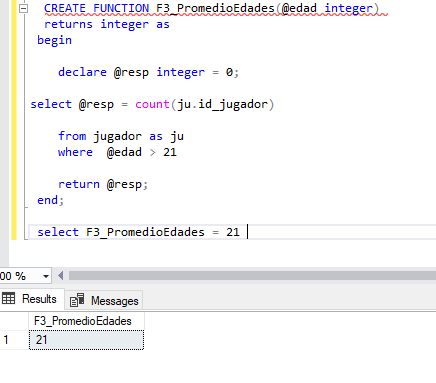 CREATE FUNCTION F3_PromedioEdades(@edad integer)
returns integer as
begin
declare @resp integer = 0;
select @resp = count(ju.id_jugador)
from jugador as ju
where @edad > 21
return @resp;
end;
select F3_PromedioEdades = 21
00 %
Results Messages
F3_PromedioEdades
1 21